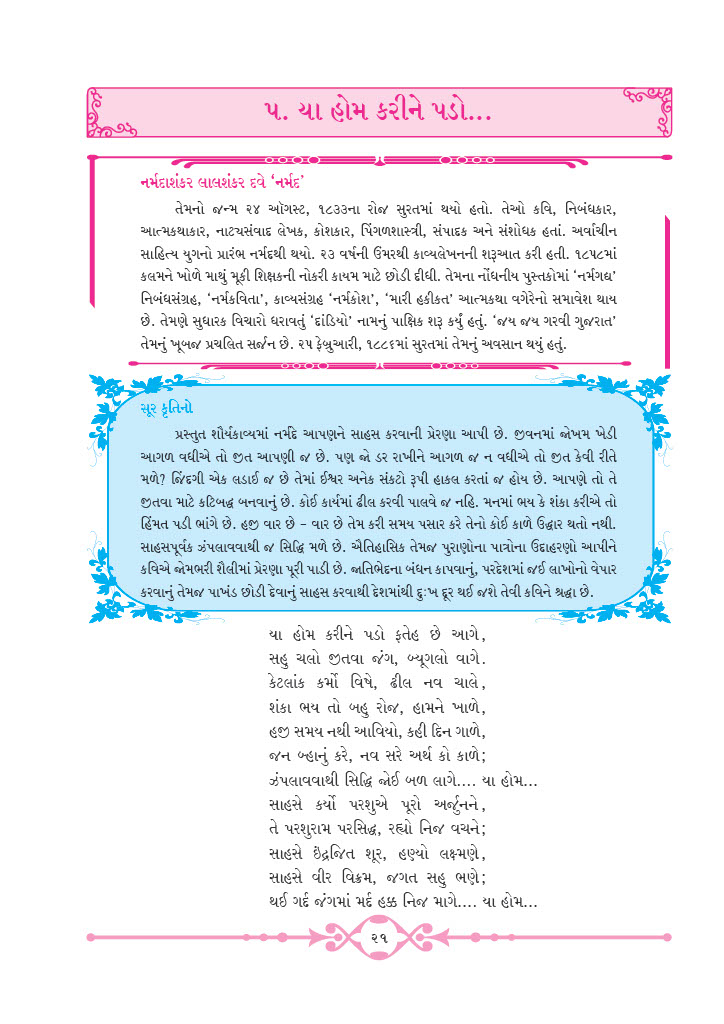 ૫. યા હોમ કરીને પડો...
નર્મદાશંકર લાલશંકર દવે ‘નર્મદ’
તેમનો જન્મ ૨૪ ઑગસ્ટ, ૧૮૩૩ના રોજ સુરતમાં થયો હતો. તેઓ કવિ, નિબંધકાર,
આત્મકથાકાર, નાટ્યસંવાદ લેખક, કોશકાર, પિંગળશાસ્ત્રી, સંપાદક અને સંશોધક હતાં. અર્વાચીન
સાહિત્ય યુગનો પ્રારંભ નર્મદથી થયો. ૨૩ વર્ષની ઉંમરથી કાવ્યલેખનની શરૂઆત કરી હતી. ૧૮૫૮માં
કલમને ખોળે માથું મૂકી શિક્ષકની નોકરી કાયમ માટે છોડી દીધી. તેમના નોંધનીય પુસ્તકોમાં ‘નર્મગદ્ય’
નિબંધસંગ્રહ, ‘નર્મકવિતા’, કાવ્યસંગ્રહ ‘નર્મકોશ’, ‘મારી હકીકત’ આત્મકથા વગેરેનો સમાવેશ થાય
છે. તેમણે સુધારક વિચારો ધરાવતું ‘દાંડિયો’ નામનું પાક્ષિક શરૂ કર્યું હતું. ‘જય જય ગરવી ગુજરાત’
તેમનું ખૂબજ પ્રચલિત સર્જન છે. ૨૫ ફેબ્રુઆરી, ૧૮૮૬માં સુરતમાં તેમનું અવસાન થયું હતું.
સૂર કૃતિનો
પ્રસ્તુત શૌર્યકાવ્યમાં નર્મદે આપણને સાહસ કરવાની પ્રેરણા આપી છે. જીવનમાં જોખમ ખેડી
આગળ વધીએ તો જીત આપણી જ છે. પણ જો ડર રાખીને આગળ જ ન વધીએ તો જીત કેવી રીતે
મળે? જિંદગી એક લડાઈ જ છે તેમાં ઈશ્વર અનેક સંકટો રૂપી હાકલ કરતાં જ હોય છે. આપણે તો તે
જીતવા માટે કટિબદ્ધ બનવાનું છે. કોઈ કાર્યમાં ઢીલ કરવી પાલવે જ નહિ. મનમાં ભય કે શંકા કરીએ તો
હિંમત પડી ભાંગે છે. હજી વાર છે – વાર છે તેમ કરી સમય પસાર કરે તેનો કોઈ કાળે ઉદ્ધાર થતો નથી.
સાહસપૂર્વક ઝંપલાવવાથી જ સિદ્ધિ મળે છે. ઐતિહાસિક તેમજ પુરાણોના પાત્રોના ઉદાહરણો આપીને
કવિએ જોમભરી શૈલીમાં પ્રેરણા પૂરી પાડી છે. જાતિભેદના બંધન કાપવાનું, પરદેશમાં જઈ લાખોનો વેપાર
કરવાનું તેમજ પાખંડ છોડી દેવાનું સાહસ કરવાથી દેશમાંથી દુઃખ દૂર થઈ જશે તેવી કવિને શ્રદ્ધા છે.
યા હોમ કરીને પડો ફતેહ છે આગે,
સહુ ચલો જીતવા જંગ, બ્યૂગલો વાગે.
કેટલાંક કર્મો વિષે, ઢીલ નવ ચાલે,
શંકા ભય તો બહુ રોજ, હામને ખાળે,
હજી સમય નથી આવિયો, કહી દિન ગાળે,
જન બ્હાનું કરે, નવ સરે અર્થ કો કાળે;
ઝંપલાવવાથી સિદ્ધિ જોઈ બળ લાગે.... યા હોમ...
સાહસે કર્યો પરશુએ પૂરો અર્જુનને,
તે પરશુરામ પરસિદ્ધ, રહ્યો નિજ વચને;
સાહસે ઇંદ્રજિત શૂર, હણ્યો લક્ષ્મણે,
સાહસે વીર વિક્રમ, જગત સહુ ભણે;
થઈ ગર્દ જંગમાં મર્દ હક્ક નિજ માગે.... યા હોમ...
૨૧